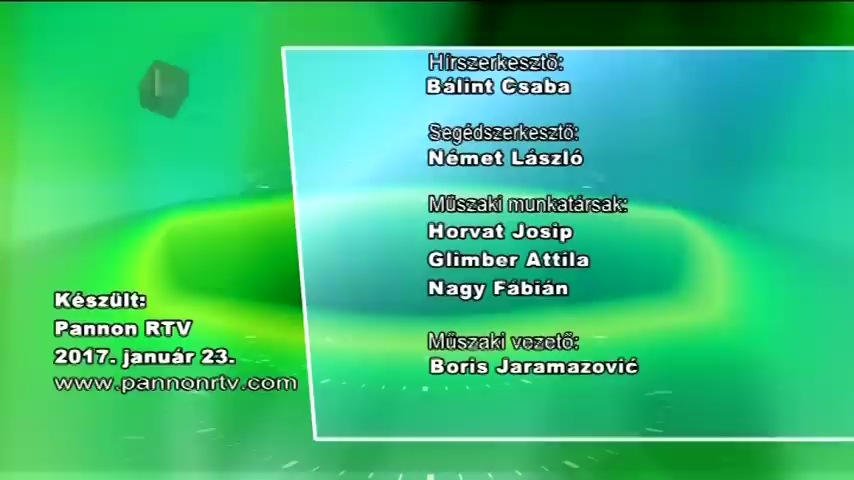 Hírszerkesztő:
Bálint Csaba
Segédszerkesztő:
Német László
Műszaki munkatársak:
Horvat Josip
Glimber Attila
Nagy Fábián
Műszaki vezető:
Boris Jaramazović
Készült:
Pannon RTV
2017. január 23.
www.pannonrtv.com